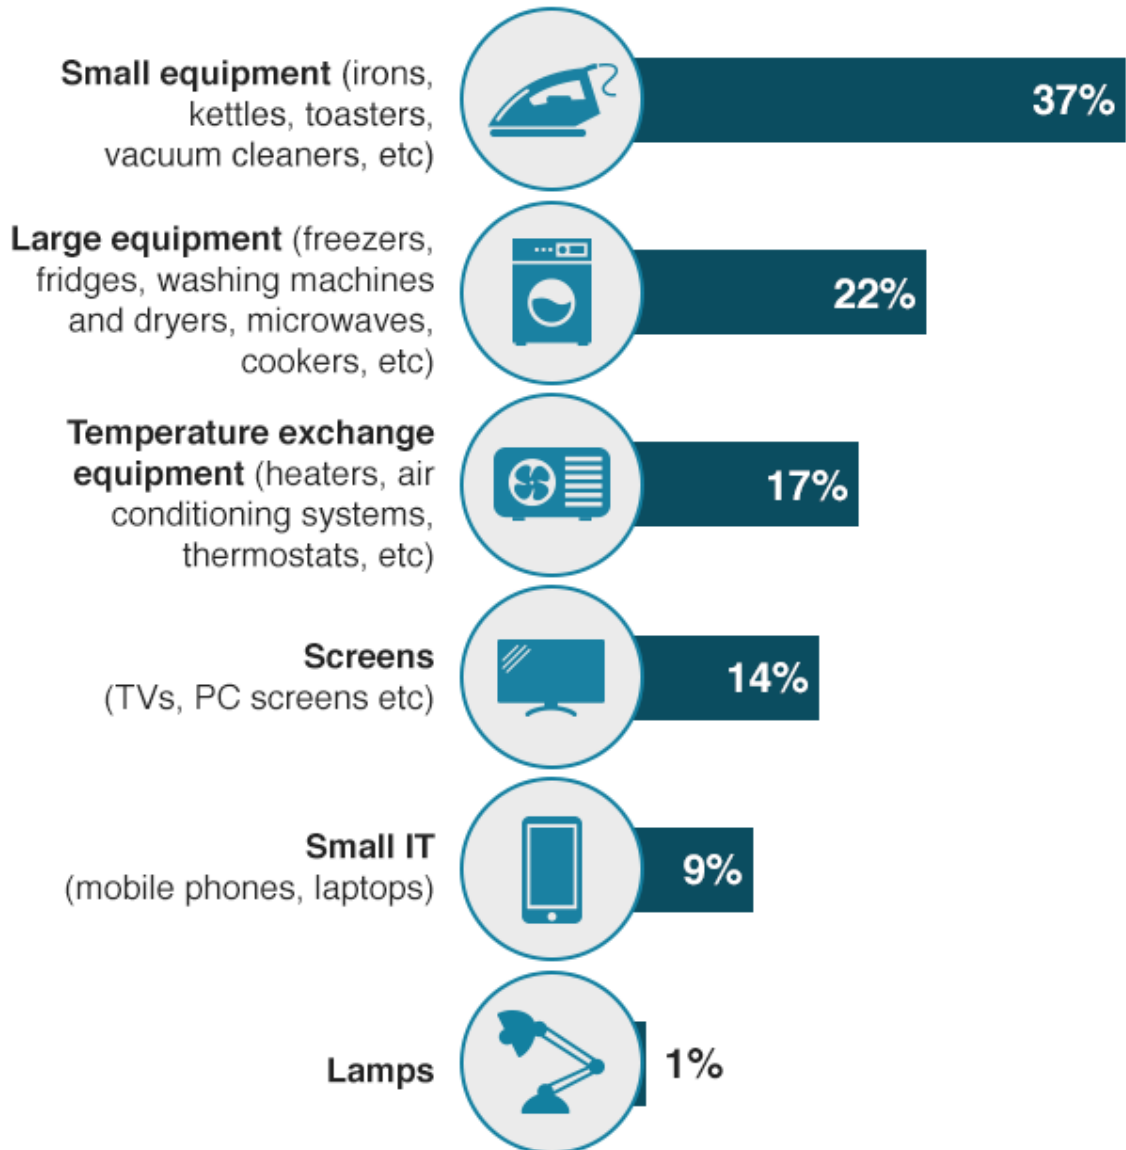 Small equipment (irons,
kettles, toasters,
vacuum cleaners, etc)
37%
Large equipment (freezers,
fridges, washing machines
and dryers, microwaves,
cookers, etc)
22%
Temperature exchange
equipment (heaters, air
conditioning systems,
thermostats, etc)
17%
Screens
(TVs, PC screens etc)
14%
Small IT
(mobile phones, laptops)
9%
Lamps
1%